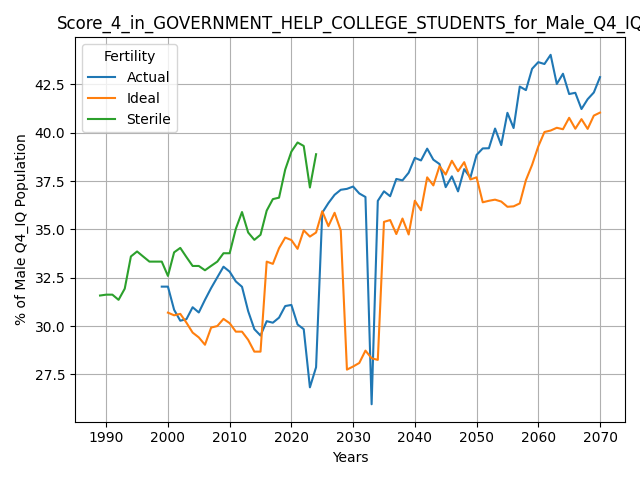 Score_4_in_GOVERNMENT_HELP_COLLEGE_STUDENTS_for_Male_Q4_IQ
Fertility
Actual
Ideal
Sterile
% of Male Q4_IQ Population
42.5
40.0
37.5
35.0
32.5
30.0
27.5
1990 2000 2010 2020 2030 2040 2050 2060 2070
Years